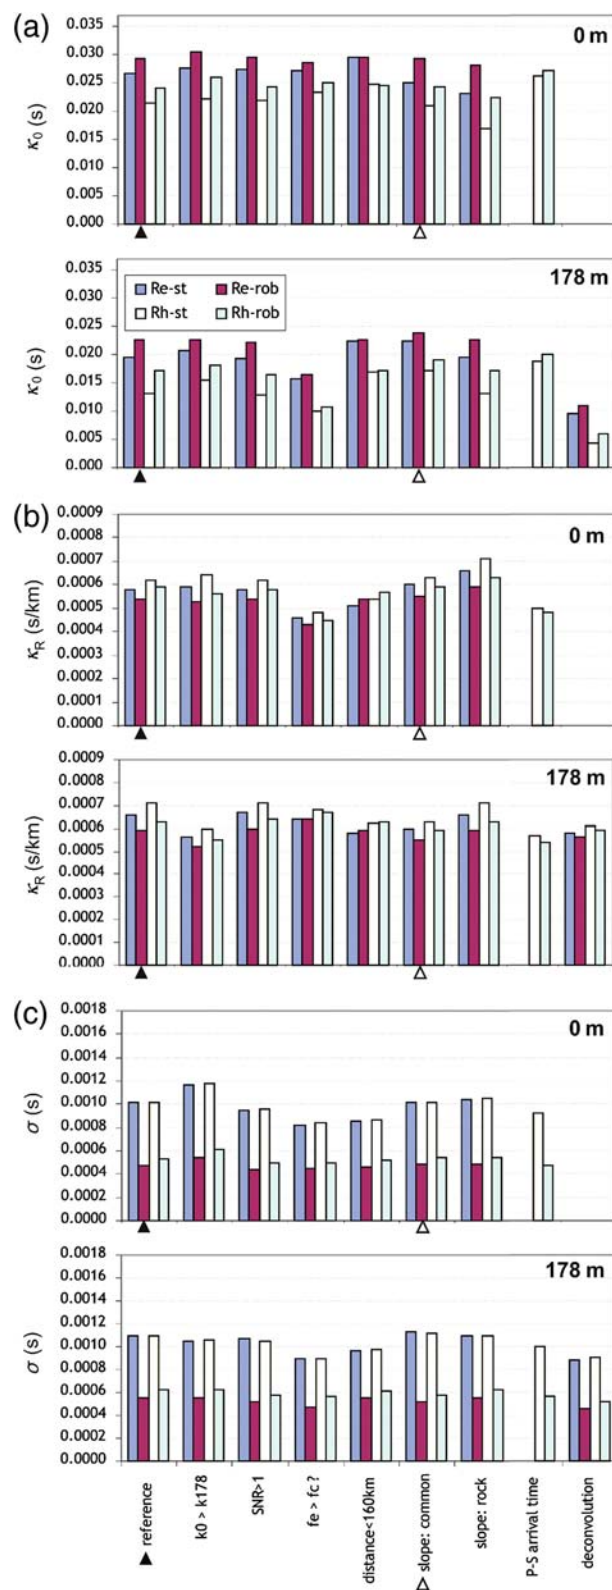 (a)
0 m
0.035
0.030
0.025
0.020
0.015
0.010
0.005
0.000
κ0 (s)
▲
△
178 m
0.035
0.030
0.025
0.020
0.015
0.010
0.005
0.000
κ0 (s)
Re-st Re-rob
Rh-st Rh-rob
▲
△
(b)
0 m
0.0009
0.0008
0.0007
0.0006
0.0005
0.0004
0.0003
0.0002
0.0001
0.0000
κR (s/km)
▲
△
178 m
0.0009
0.0008
0.0007
0.0006
0.0005
0.0004
0.0003
0.0002
0.0001
0.0000
κR (s/km)
▲
△
(c)
0 m
0.0018
0.0016
0.0014
0.0012
0.0010
0.0008
0.0006
0.0004
0.0002
0.0000
σ (s)
▲
△
178 m
0.0018
0.0016
0.0014
0.0012
0.0010
0.0008
0.0006
0.0004
0.0002
0.0000
σ (s)
▲ reference
k0 > k178
SNR>1
fe > fc ?
distance<160km
△ slope: common
slope: rock
P-S arrival time
deconvolution